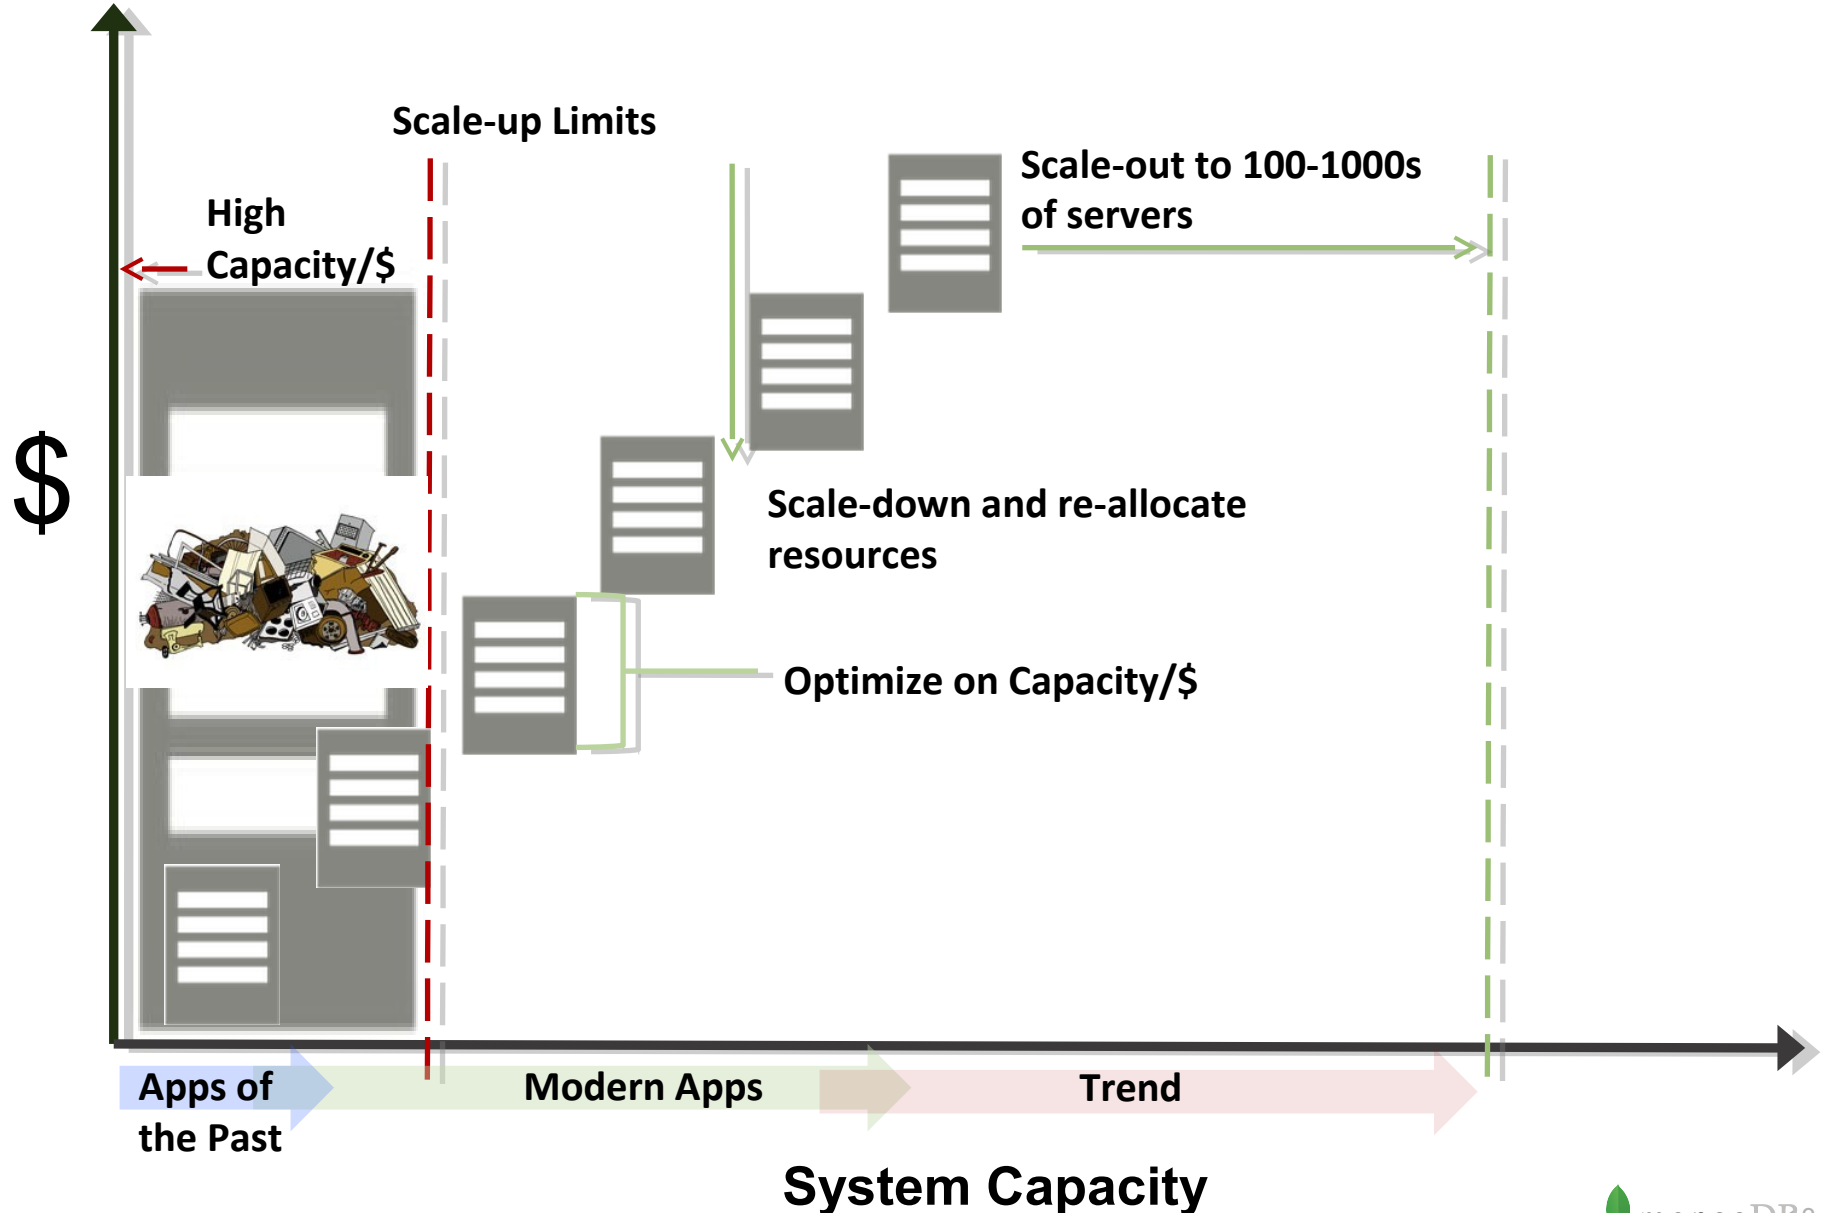 Scale-up Limits
Scale-out to 100-1000s
of servers
High
Capacity/$
$
Scale-down and re-allocate
resources
Optimize on Capacity/$
Apps of
the Past
Modern Apps
Trend
System Capacity